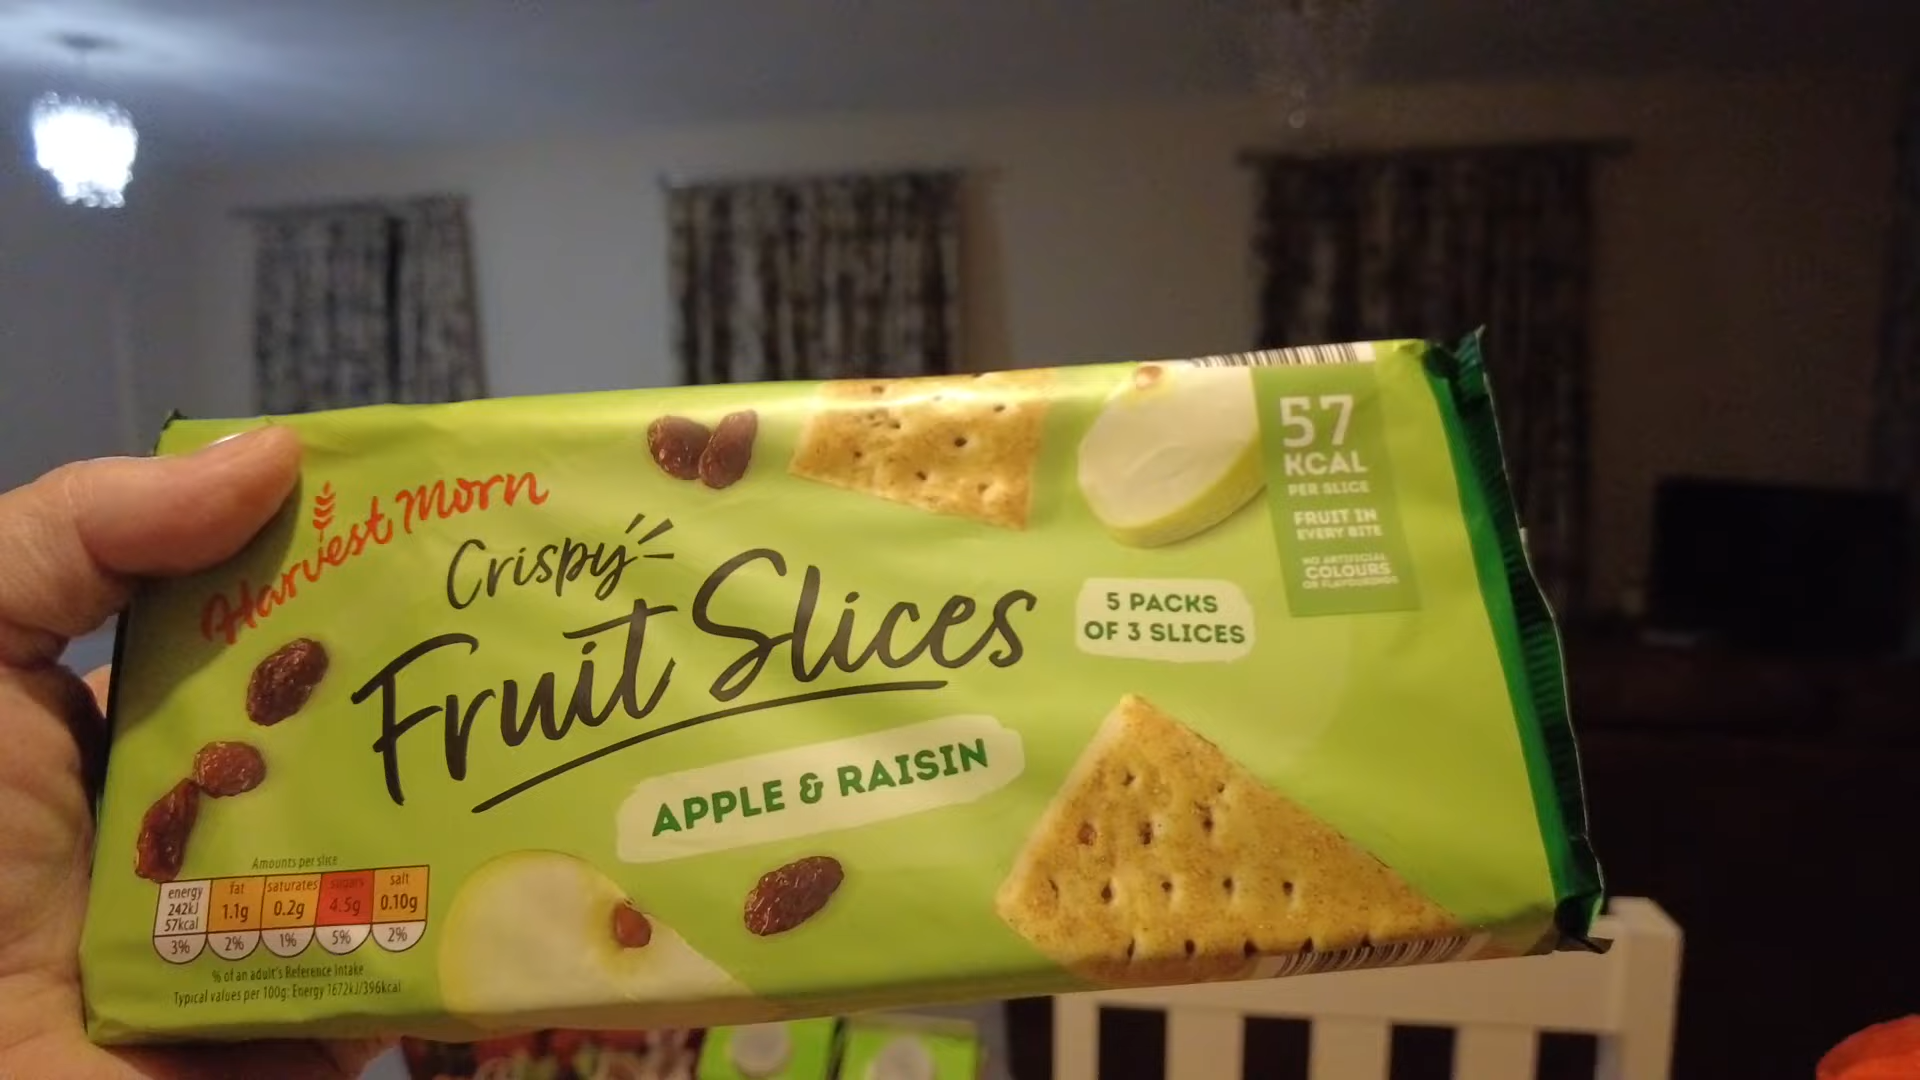 Harvest Morn
Crispy
Fruit Slices
APPLE & RAISIN
5 PACKS
OF 3 SLICES
57
KCAL
PER SLICE
FRUIT IN
EVERY BITE
NO ARTIFICIAL
COLOURS
OR FLAVOURINGS
Amounts per slice
energy
242kJ
57kcal
3%
fat
1.1g
2%
saturates
0.2g
1%
sugars
4.5g
5%
salt
0.10g
2%
% of an adult's Reference Intake
Typical values per 100g: Energy 1672kJ/396kcal